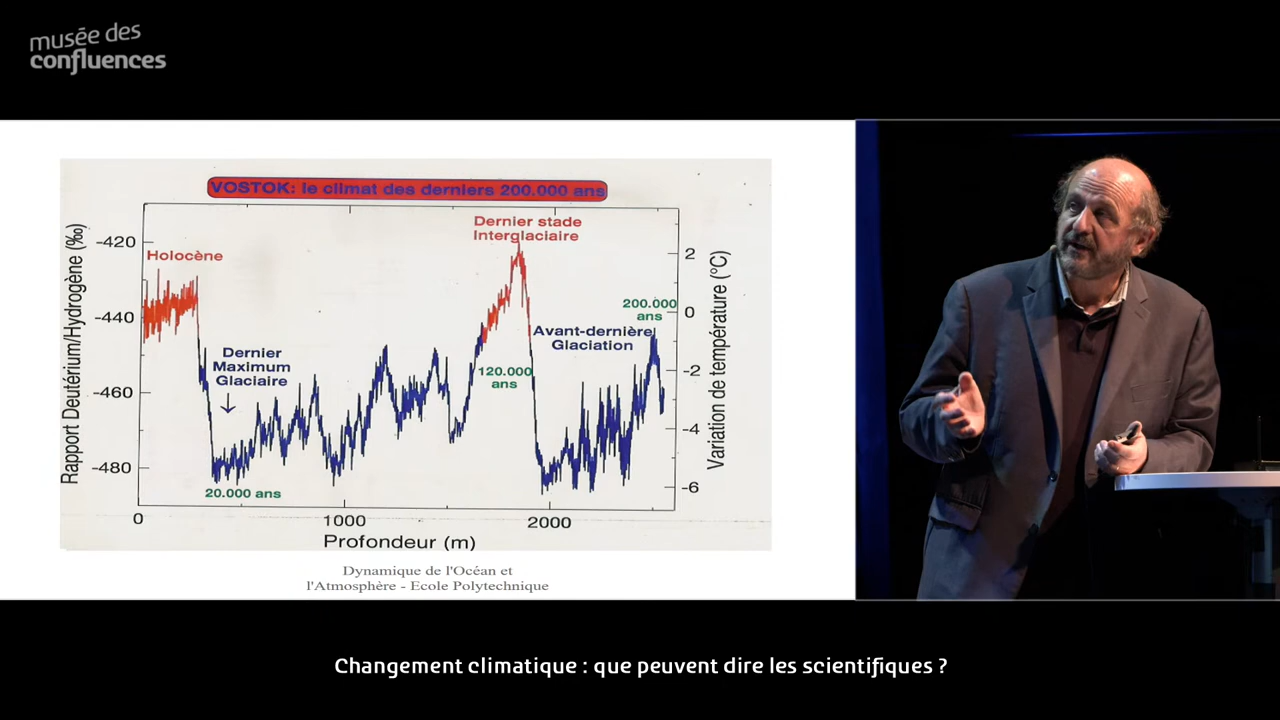 musée des
confluences
VOSTOK: le climat des derniers 200.000 ans
Rapport Deutérium/Hydrogène (‰)
-420
-440
-460
-480
Holocène
Dernier
Maximum
Glaciaire
20.000 ans
Dernier stade
Interglaciaire
120.000
ans
Avant-dernière
Glaciation
200.000
ans
2
0
-2
-4
-6
Variation de température (°C)
0
1000
2000
Profondeur (m)
Dynamique de l'Océan et
l'Atmosphère - Ecole Polytechnique
Changement climatique : que peuvent dire les scientifiques ?